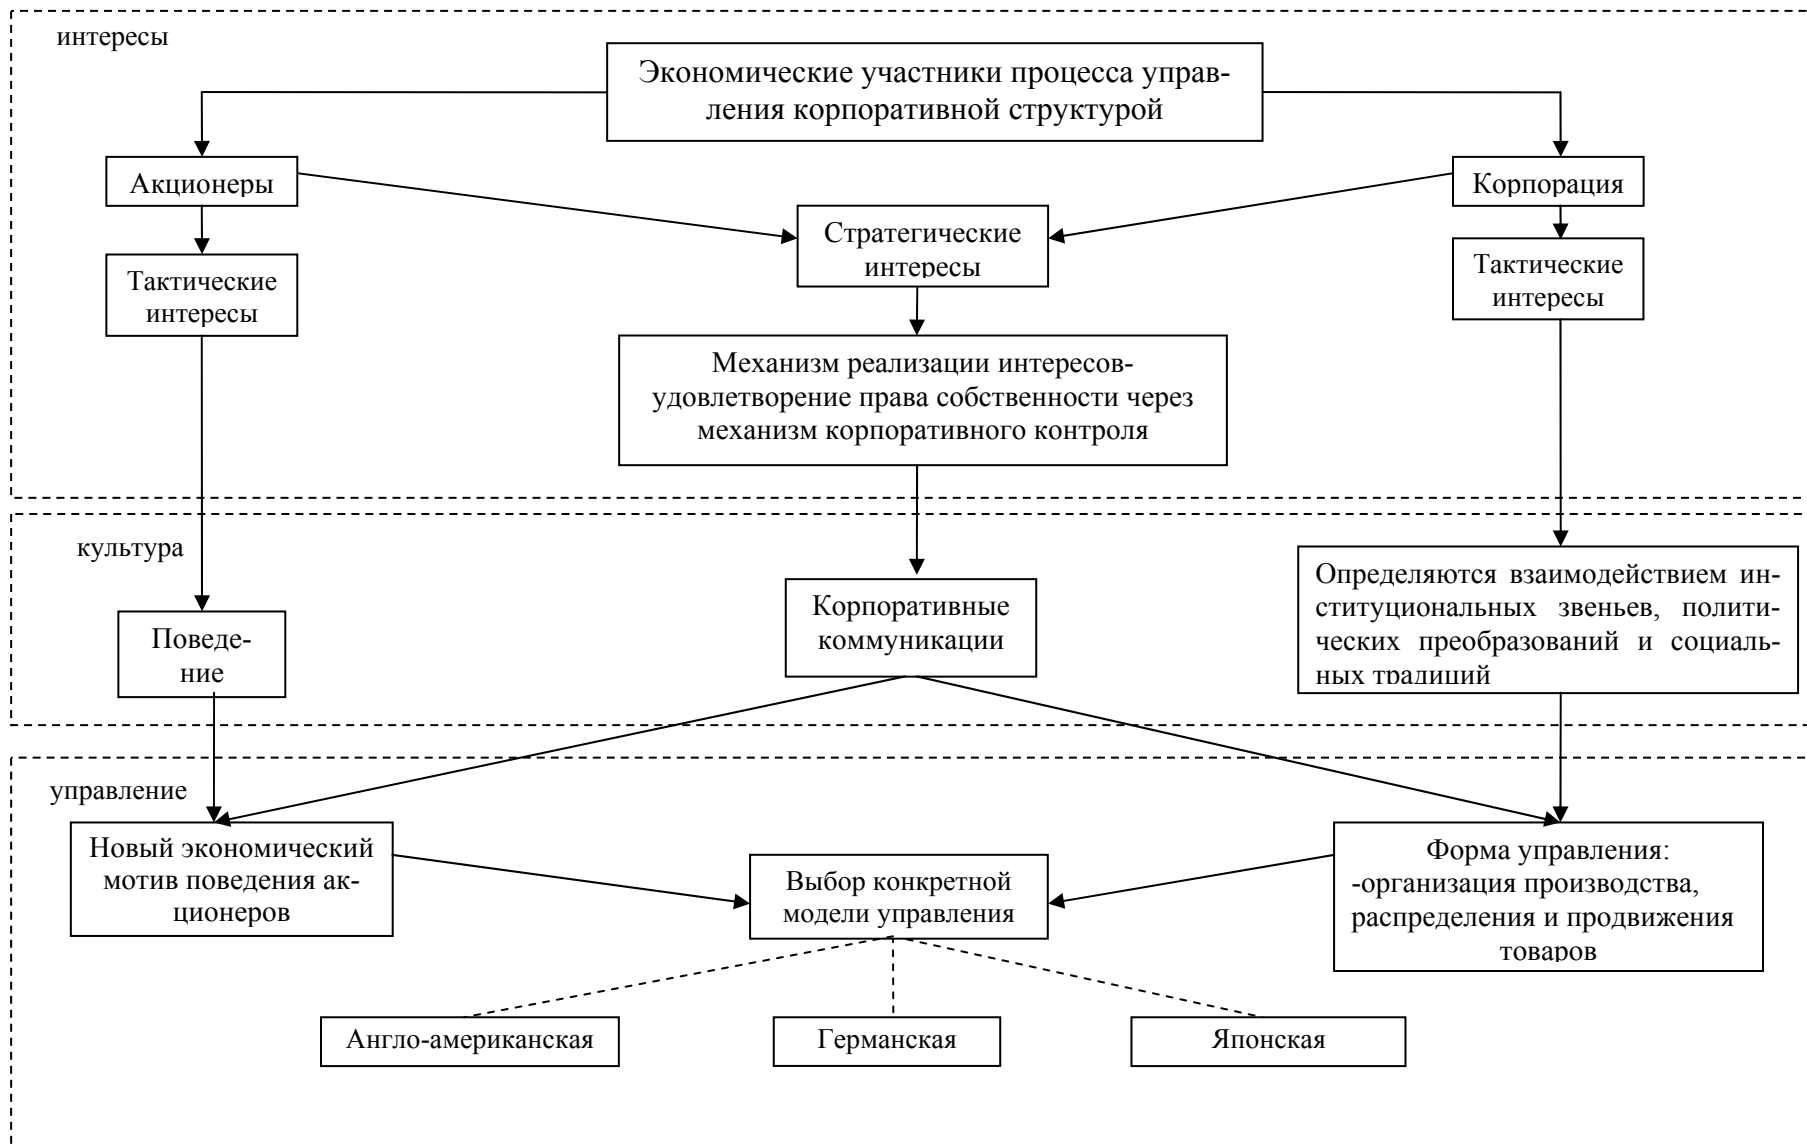 интересы
Экономические участники процесса управ-
ления корпоративной структурой
Акционеры
Корпорация
Стратегические
интересы
Тактические
интересы
Тактические
интересы
Механизм реализации интересов-
удовлетворение права собственности через
механизм корпоративного контроля
культура
Поведе-
ние
Корпоративные
коммуникации
Определяются взаимодействием ин-
ституциональных звеньев, полити-
ческих преобразований и социаль-
ных традиций
управление
Новый экономический
мотив поведения ак-
ционеров
Выбор конкретной
модели управления
Форма управления:
-организация производства,
распределения и продвижения
товаров
Англо-американская
Германская
Японская